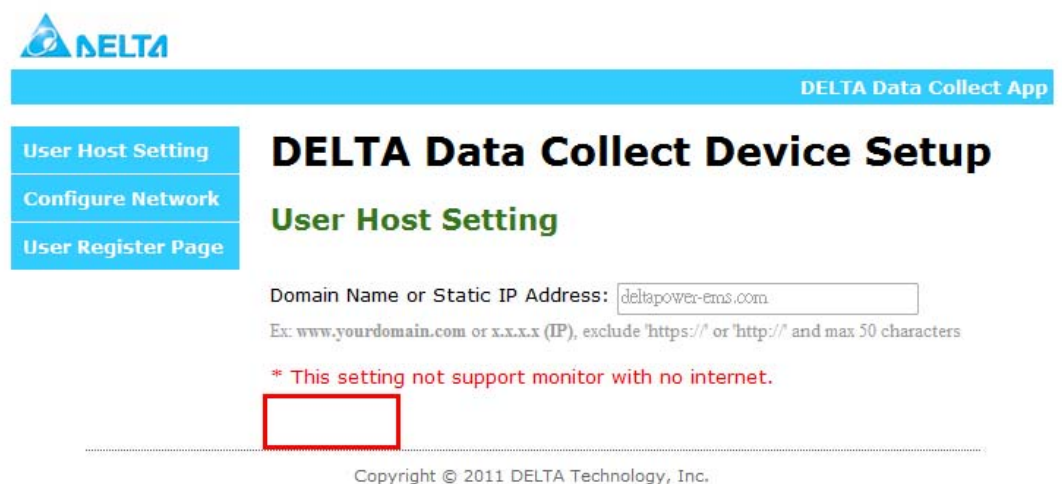 DELTA
DELTA Data Collect App
User Host Setting
Configure Network
User Register Page
DELTA Data Collect Device Setup
User Host Setting
Domain Name or Static IP Address: deltapower-ems.com
Ex: www.yourdomain.com or x.x.x.x (IP), exclude 'https://' or 'http://' and max 50 characters
* This setting not support monitor with no internet.
Copyright © 2011 DELTA Technology, Inc.